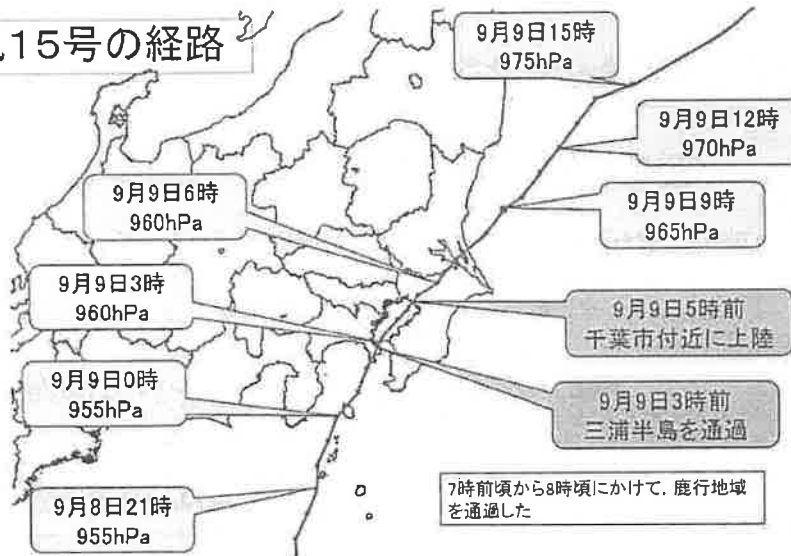 15号の経路
9月9日15時
975hPa
9月9日12時
970hPa
9月9日6時
960hPa
9月9日9時
965hPa
9月9日3時
960hPa
9月9日5時前
千葉市付近に上陸
9月9日0時
955hPa
9月9日3時前
三浦半島を通過
9月8日21時
955hPa
7時前頃から8時頃にかけて, 鹿行地域
を通過した